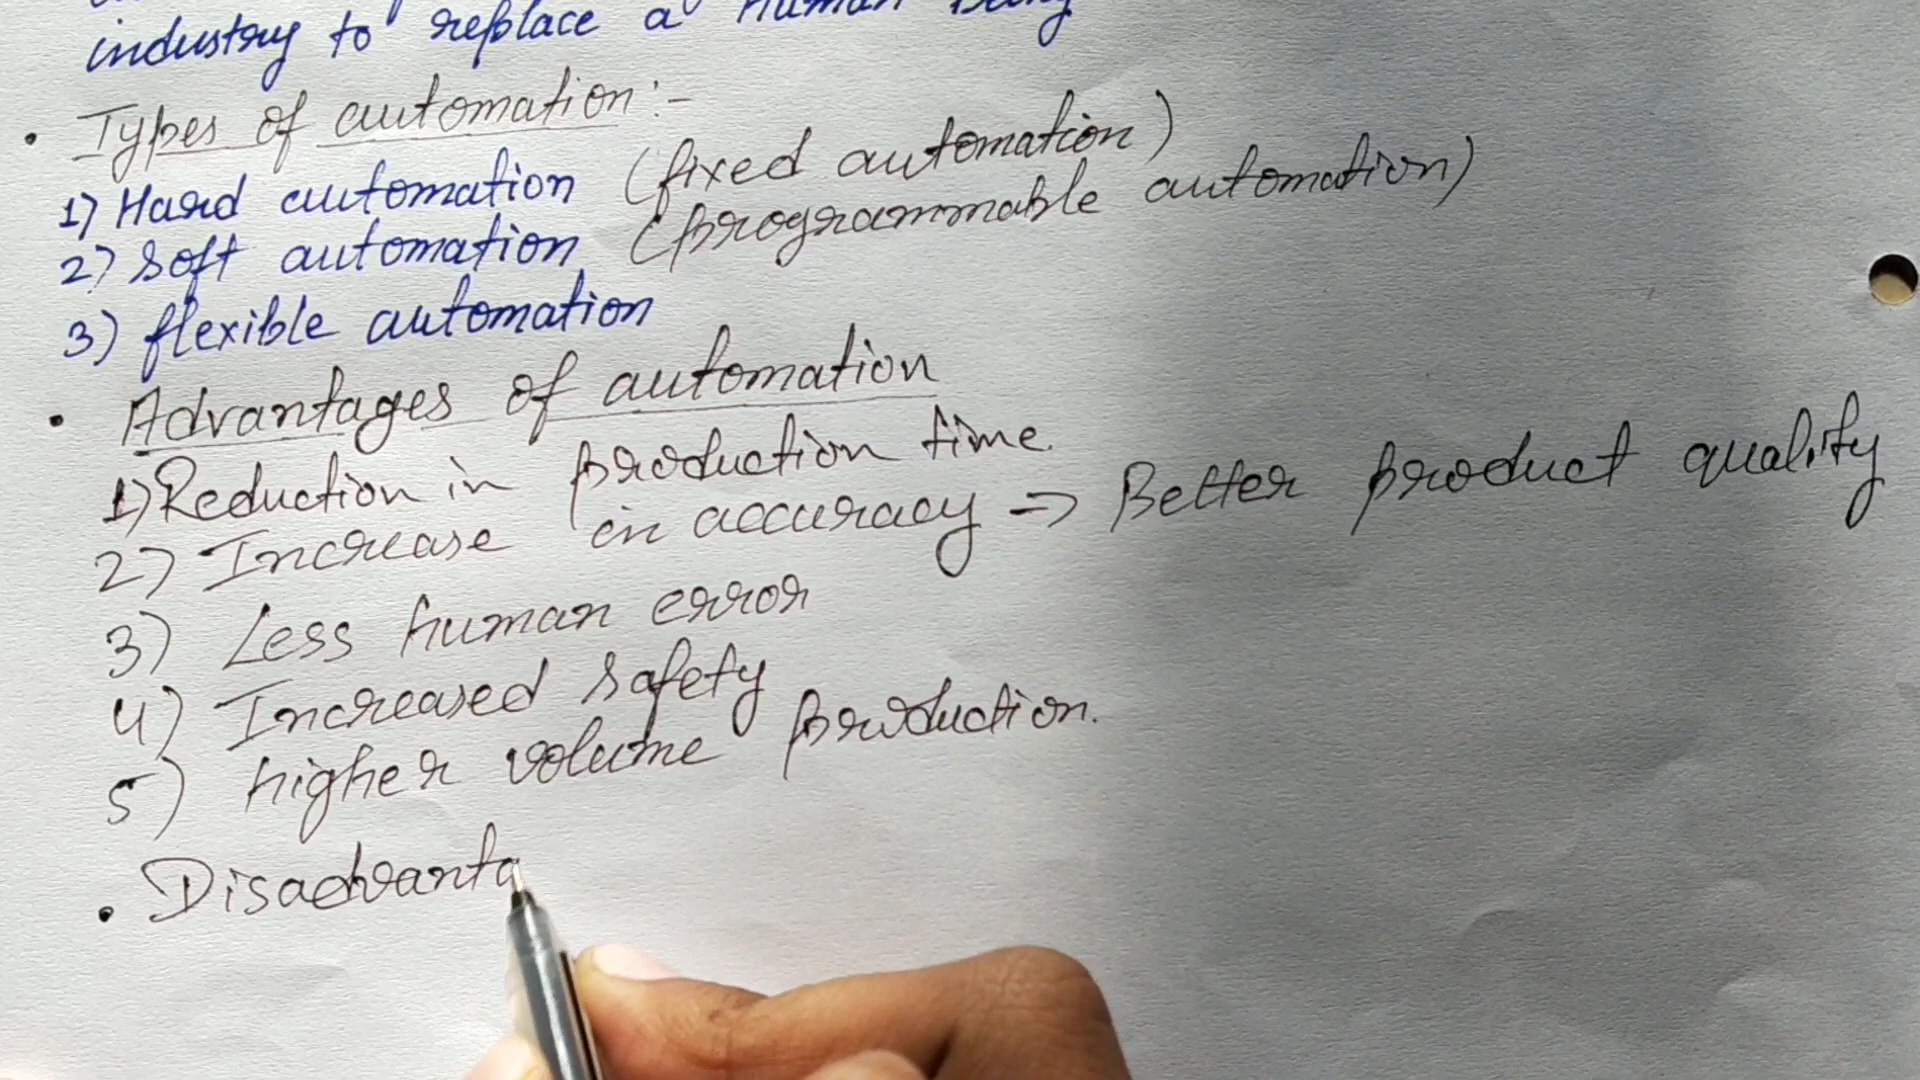 industry to replace a human being
• Types of automation :-
1) Hard automation (fixed automation)
2) Soft automation (programmable automation)
3) flexible automation
• Advantages of automation
1) Reduction in production time.
2) Increase in accuracy => Better product quality
3) Less human error
4) Increased safety
5) higher volume production.
• Disadvanta